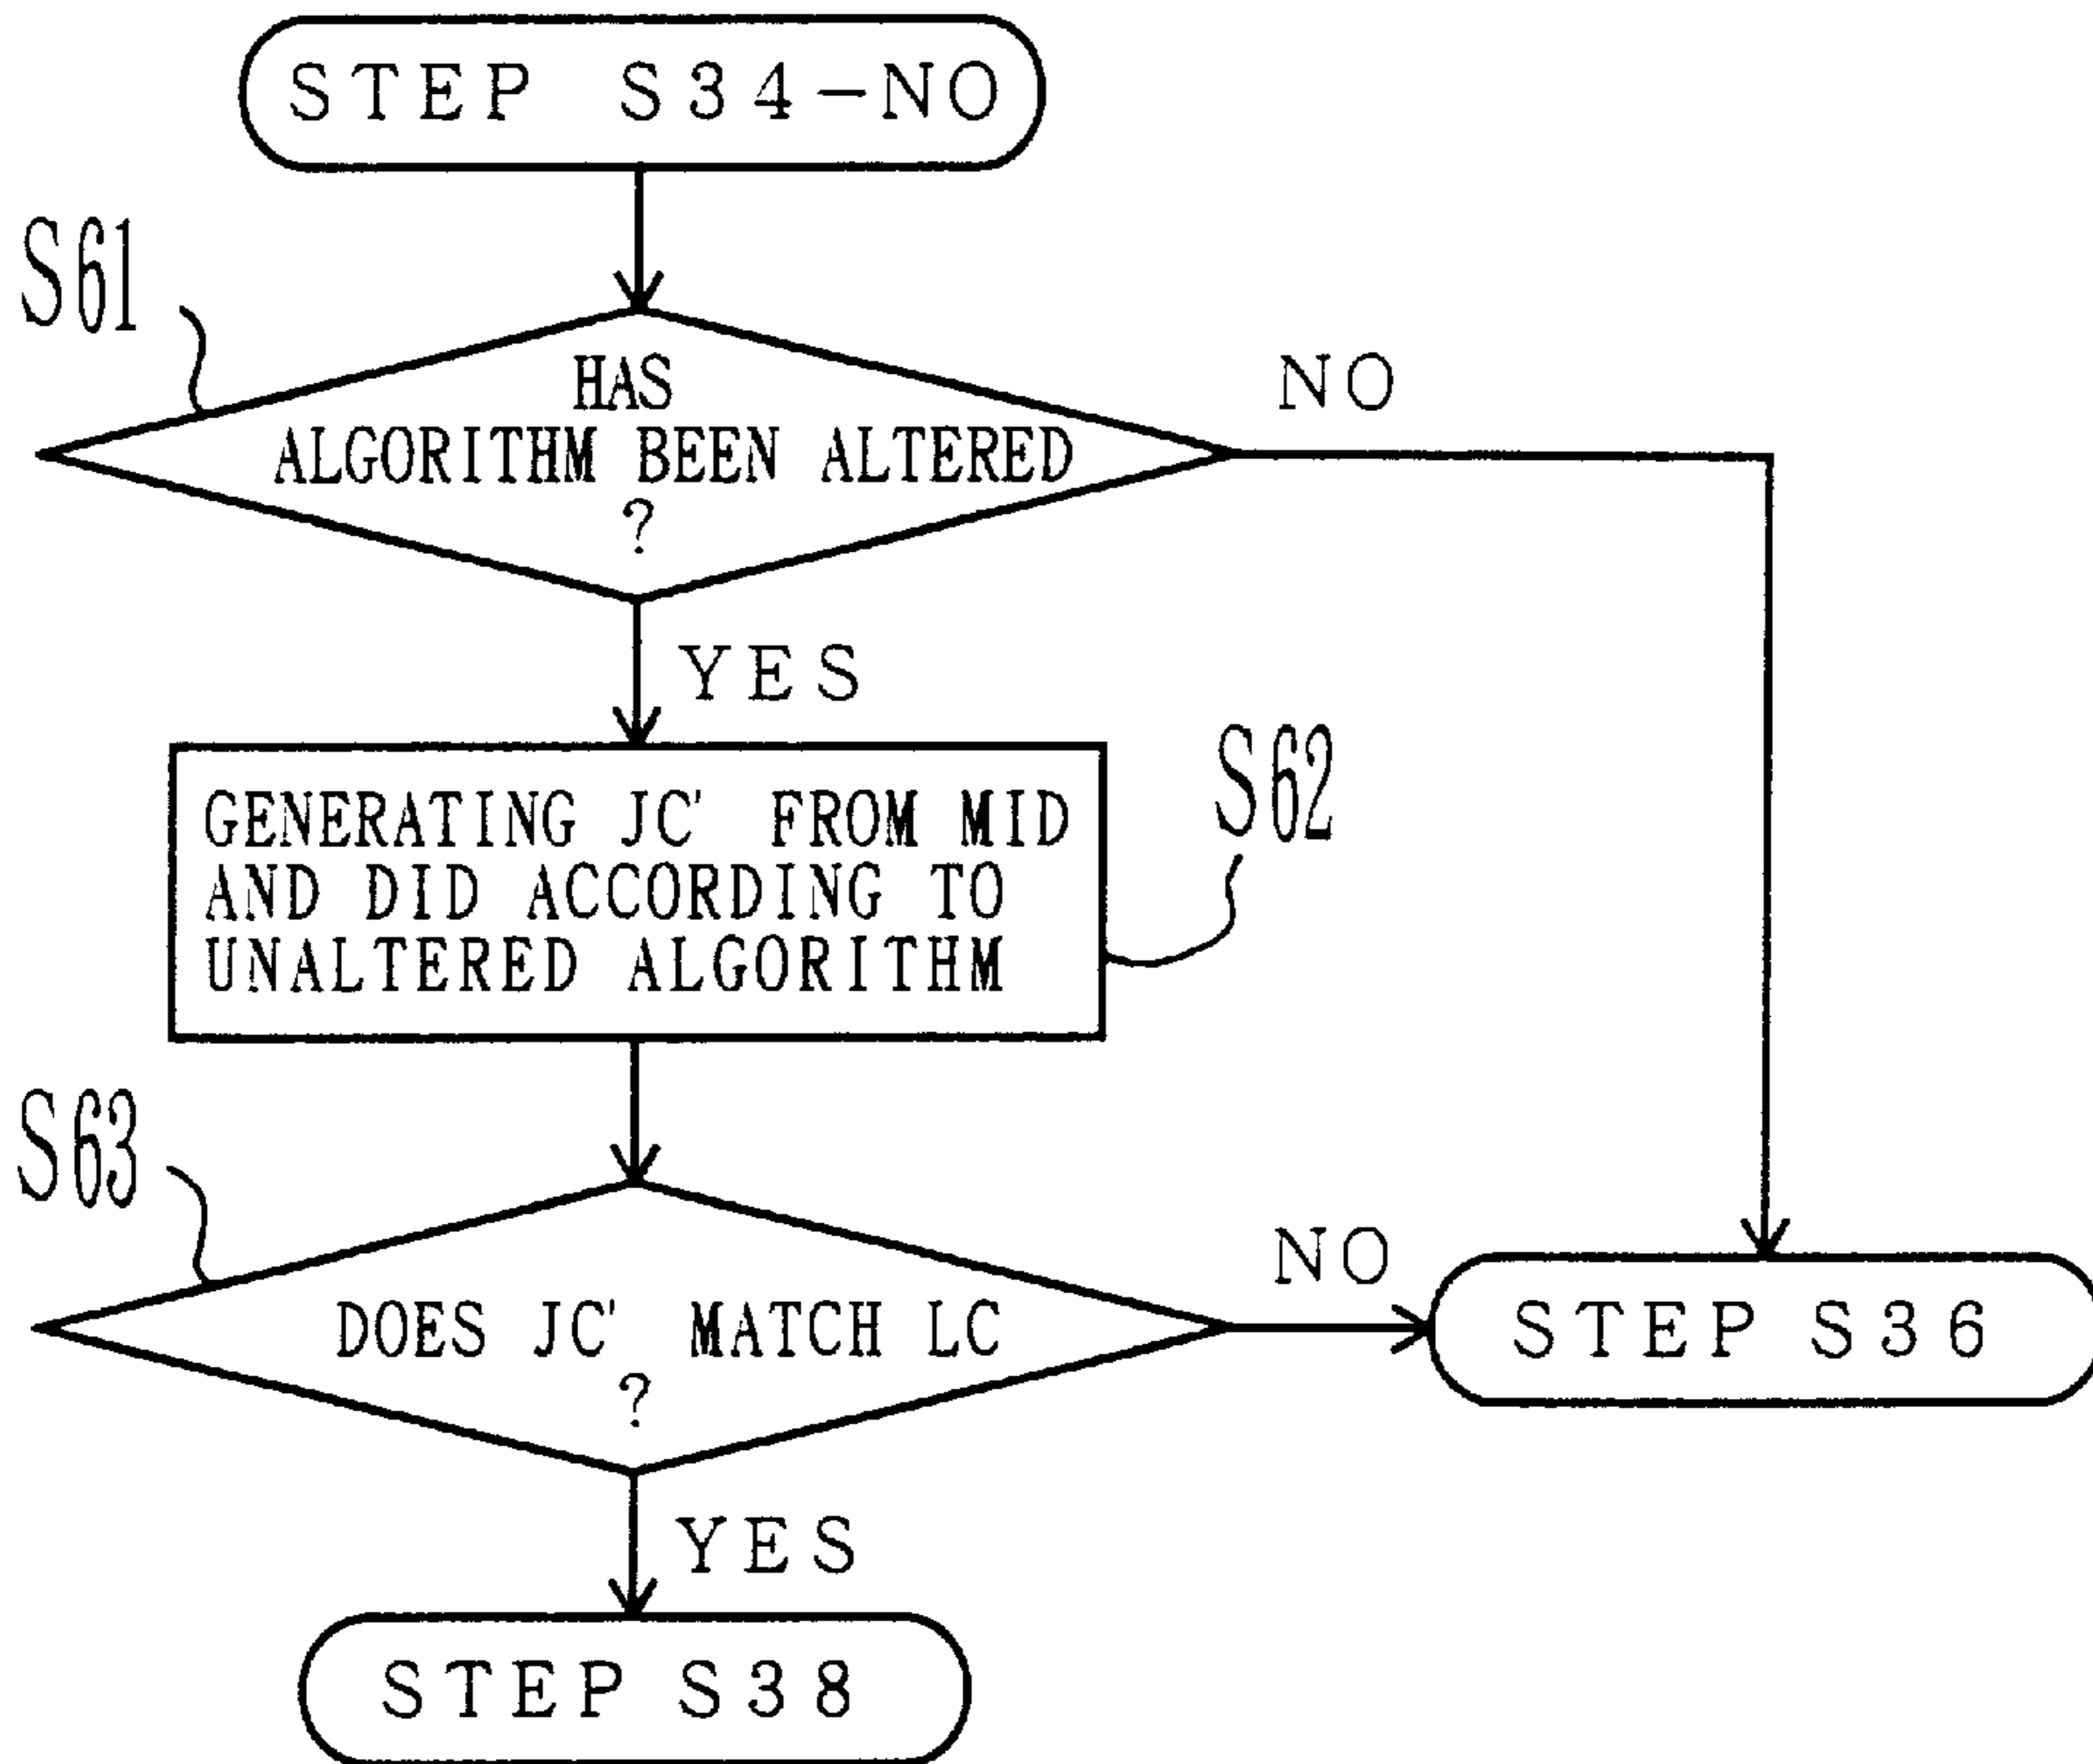 STEP S34-NO
S61
HAS
ALGORITHM BEEN ALTERED
?
NO
YES
GENERATING JC' FROM MID
AND DID ACCORDING TO
UNALTERED ALGORITHM
S62
S63
DOES JC' MATCH LC
?
NO
STEP S36
YES
STEP S38